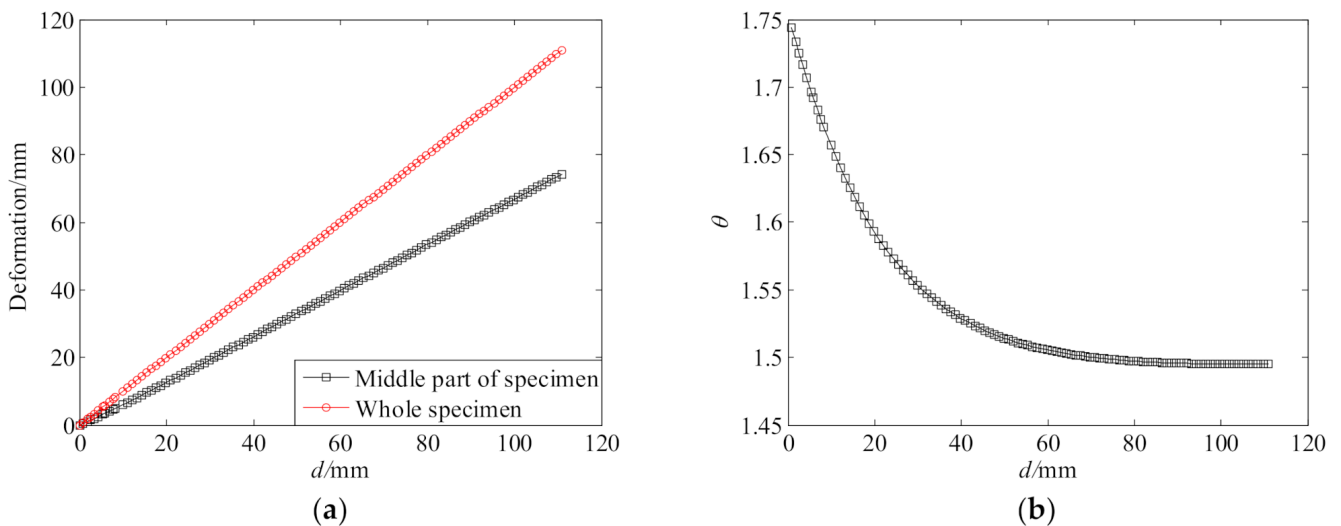 120
100
80
60
40
20
0
Deformation/mm
Middle part of specimen
Whole specimen
0 20 40 60 80 100 120
d/mm
(a)
1.75
1.7
1.65
1.6
1.55
1.5
1.45
θ
0 20 40 60 80 100 120
d/mm
(b)